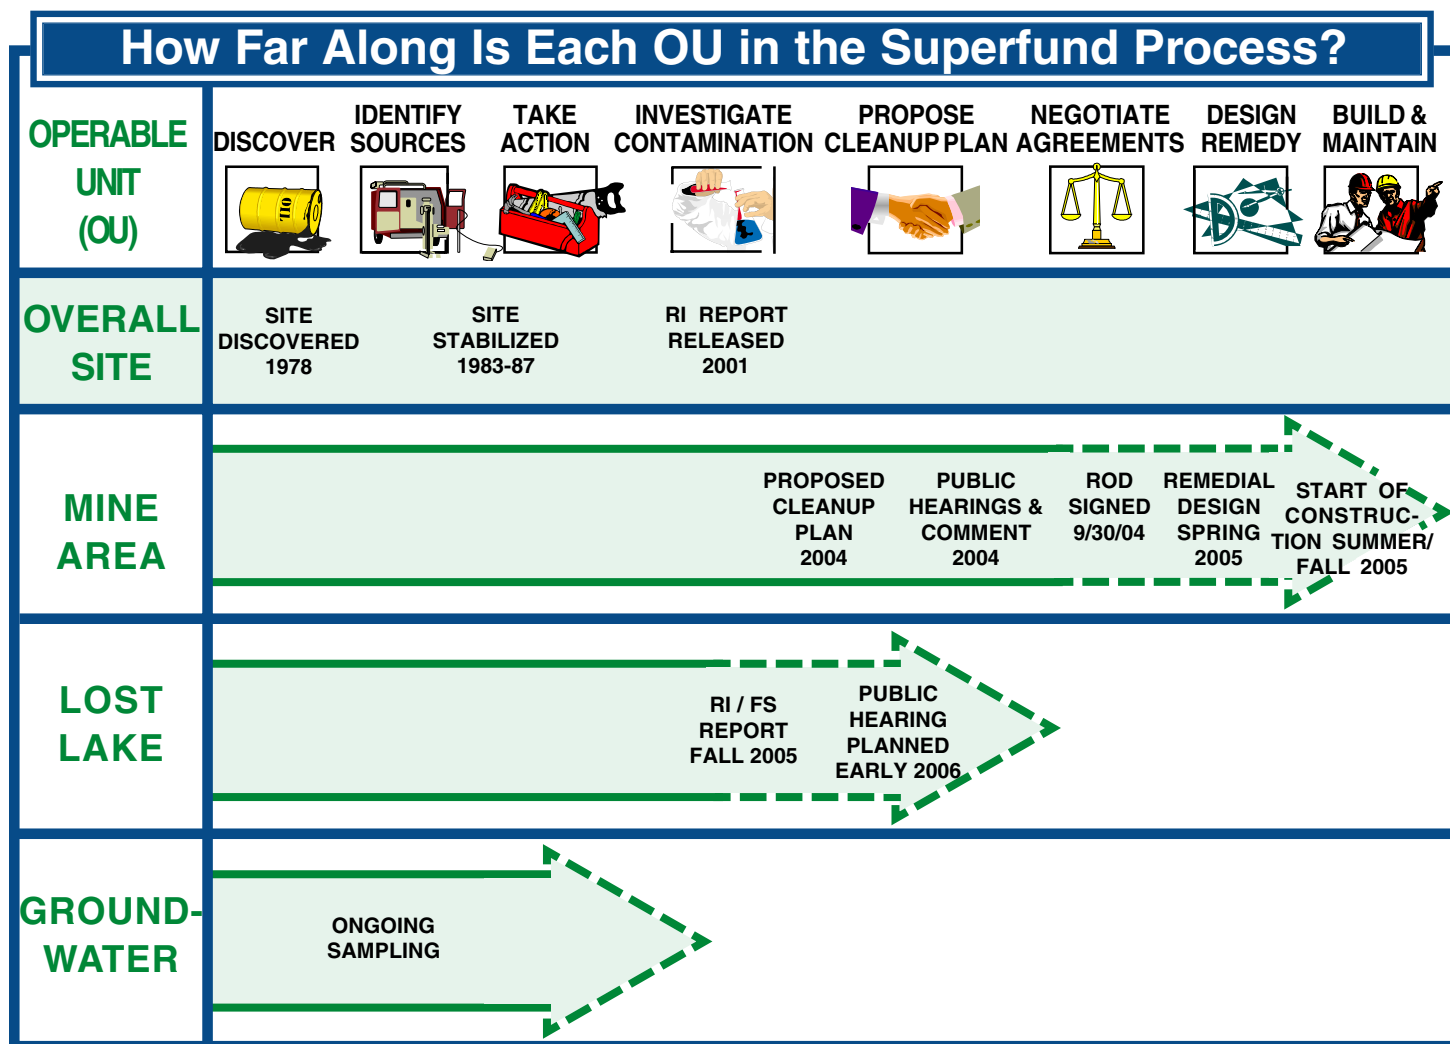 How Far Along Is Each OU in the Superfund Process?
OPERABLE
UNIT
(OU)
DISCOVER
IDENTIFY
SOURCES
TAKE
ACTION
INVESTIGATE
CONTAMINATION
PROPOSE
CLEANUP PLAN
NEGOTIATE
AGREEMENTS
DESIGN
REMEDY
BUILD &
MAINTAIN
OIL
OVERALL
SITE
SITE
DISCOVERED
1978
SITE
STABILIZED
1983-87
RI REPORT
RELEASED
2001
MINE
AREA
PROPOSED
CLEANUP
PLAN
2004
PUBLIC
HEARINGS &
COMMENT
2004
ROD
SIGNED
9/30/04
REMEDIAL
DESIGN
SPRING
2005
START OF
CONSTRUC-
TION SUMMER/
FALL 2005
LOST
LAKE
RI / FS
REPORT
FALL 2005
PUBLIC
HEARING
PLANNED
EARLY 2006
GROUND-
WATER
ONGOING
SAMPLING